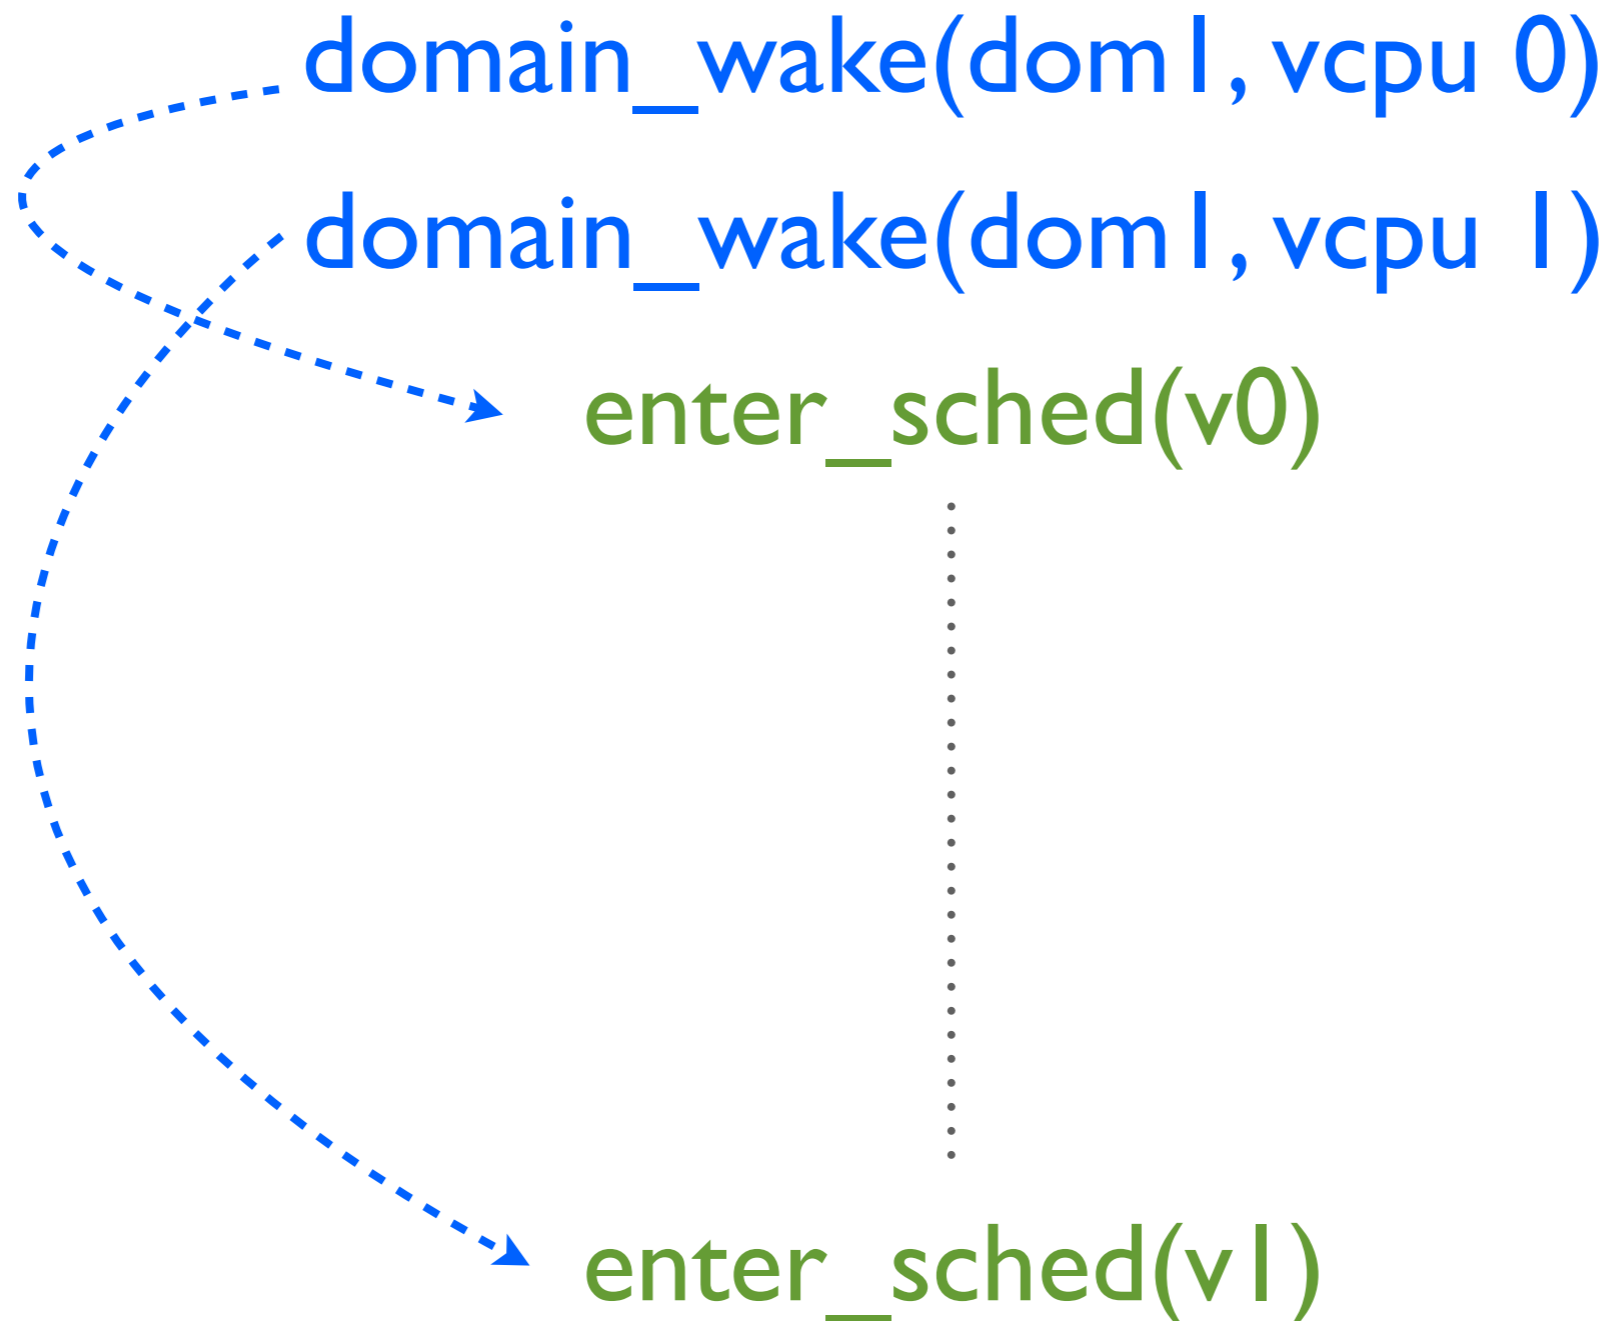 domain_wake(dom1, vcpu 0)
domain_wake(dom1, vcpu 1)
enter_sched(v0)
enter_sched(v1)